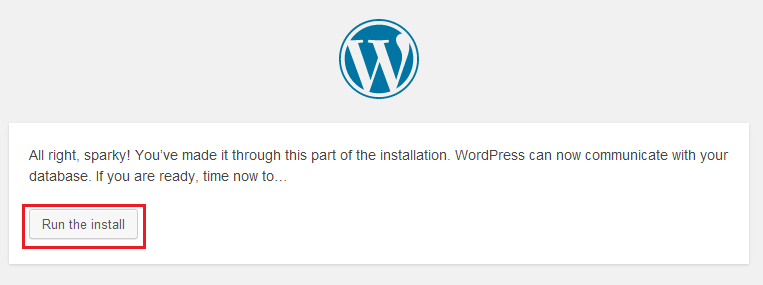 All right, sparky! You’ve made it through this part of the installation. WordPress can now communicate with your
database. If you are ready, time now to…
Run the install